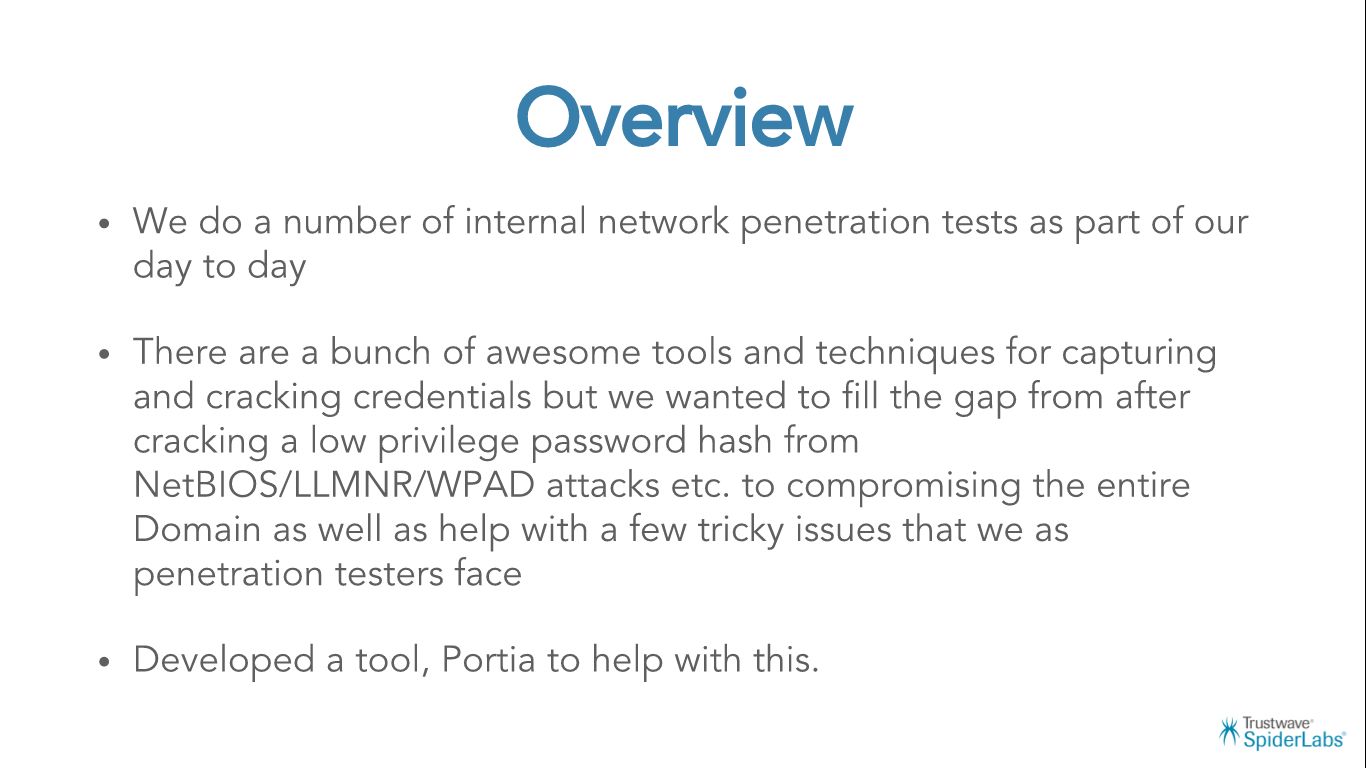 Overview
• We do a number of internal network penetration tests as part of our
day to day
• There are a bunch of awesome tools and techniques for capturing
and cracking credentials but we wanted to fill the gap from after
cracking a low privilege password hash from
NetBIOS/LLMNR/WPAD attacks etc. to compromising the entire
Domain as well as help with a few tricky issues that we as
penetration testers face
• Developed a tool, Portia to help with this.
Trustwave®
SpiderLabs®